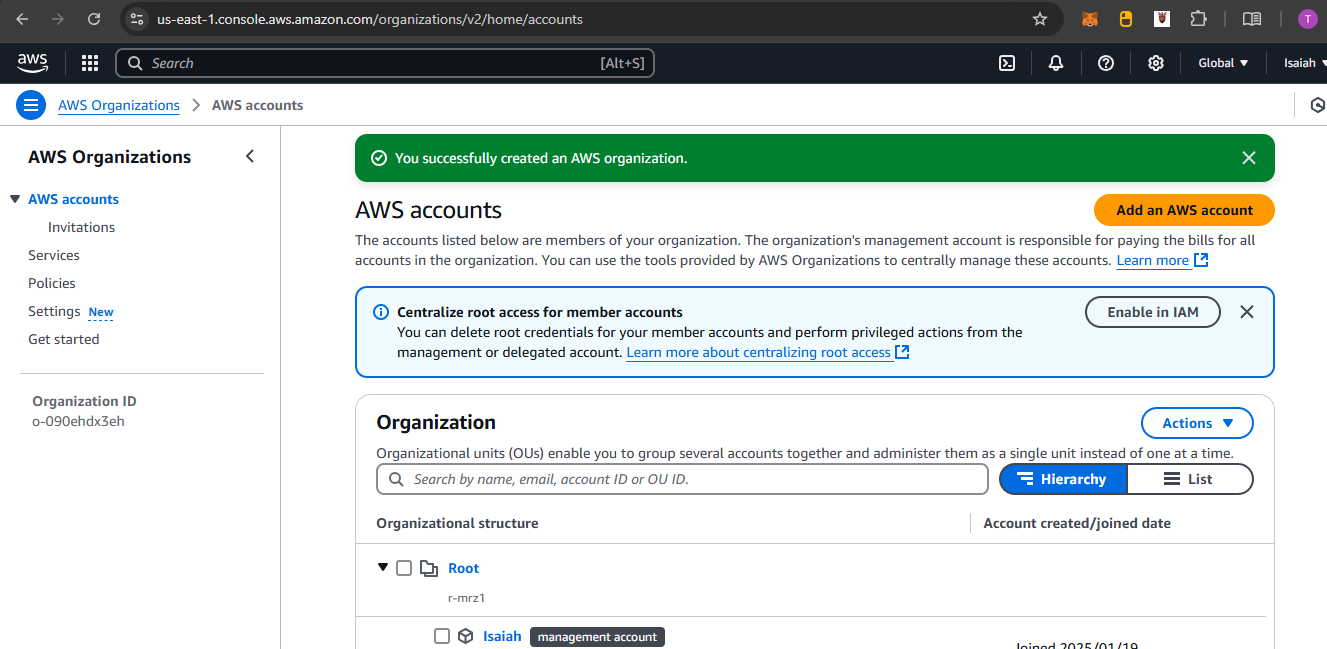 us-east-1.console.aws.amazon.com/organizations/v2/home/accounts
T
aws
Search
[Alt+S]
Global
Isaiah
AWS Organizations
AWS accounts
AWS Organizations
AWS accounts
Invitations
Services
Policies
Settings New
Get started
Organization ID
o-090ehdx3eh
You successfully created an AWS organization.
AWS accounts
Add an AWS account
The accounts listed below are members of your organization. The organization's management account is responsible for paying the bills for all
accounts in the organization. You can use the tools provided by AWS Organizations to centrally manage these accounts. Learn more
Centralize root access for member accounts
You can delete root credentials for your member accounts and perform privileged actions from the
management or delegated account. Learn more about centralizing root access
Enable in IAM
Organization
Actions
Organizational units (OUs) enable you to group several accounts together and administer them as a single unit instead of one at a time.
Search by name, email, account ID or OU ID.
Hierarchy
List
Organizational structure
Account created/joined date
Root
r-mrz1
Isaiah management account
Joined 2025/01/19